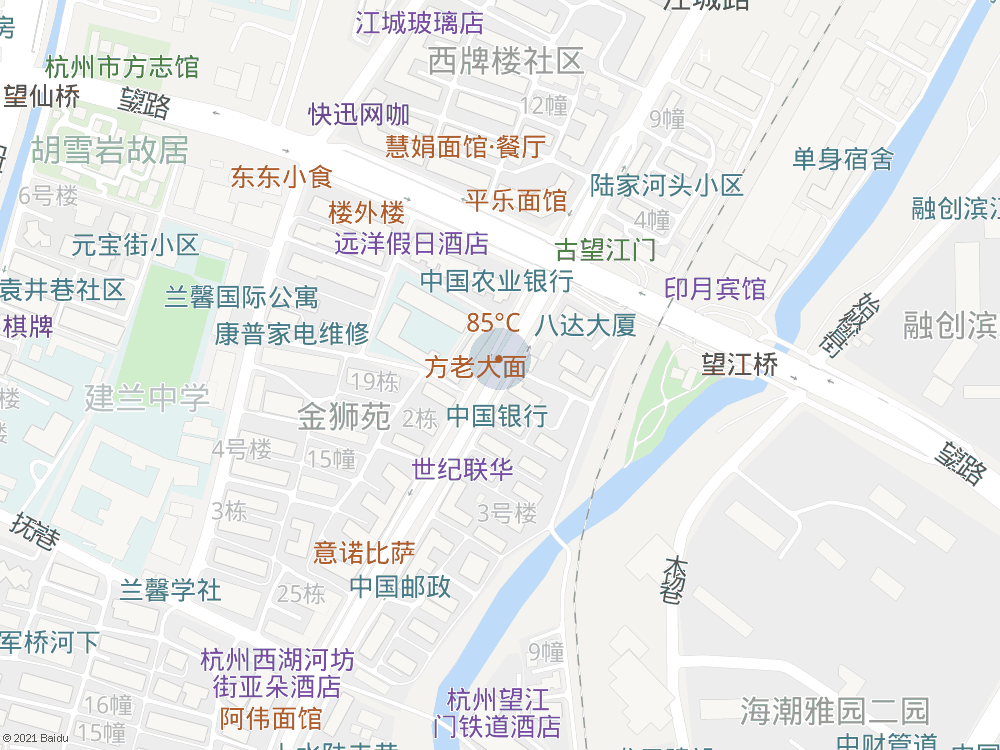 江城路
房
江城玻璃店
西牌楼社区
杭州市方志馆
望仙桥
望路
12幢
快迅网咖
9幢
慧娟面馆·餐厅
胡雪岩故居
单身宿舍
东东小食
陆家河头小区
6号楼
平乐面馆
楼外楼
4幢
融创滨江
元宝街小区
远洋假日酒店
古望江门
中国农业银行
袁井巷社区
兰馨国际公寓
印月宾馆
棋牌
康普家电维修
85°C
八达大厦
始版街
融创滨
方老大面
望江桥
19栋
建兰中学
金狮苑
2栋
中国银行
4号楼
15幢
世纪联华
望路
3栋
3号楼
抚巷
意诺比萨
中国邮政
木场巷
兰馨学社
25栋
军桥河下
9幢
杭州西湖河坊
街亚朵酒店
16幢
阿伟面馆
杭州望江
门铁道酒店
海潮雅园二园
15幢
中财管道
© 2021 Baidu